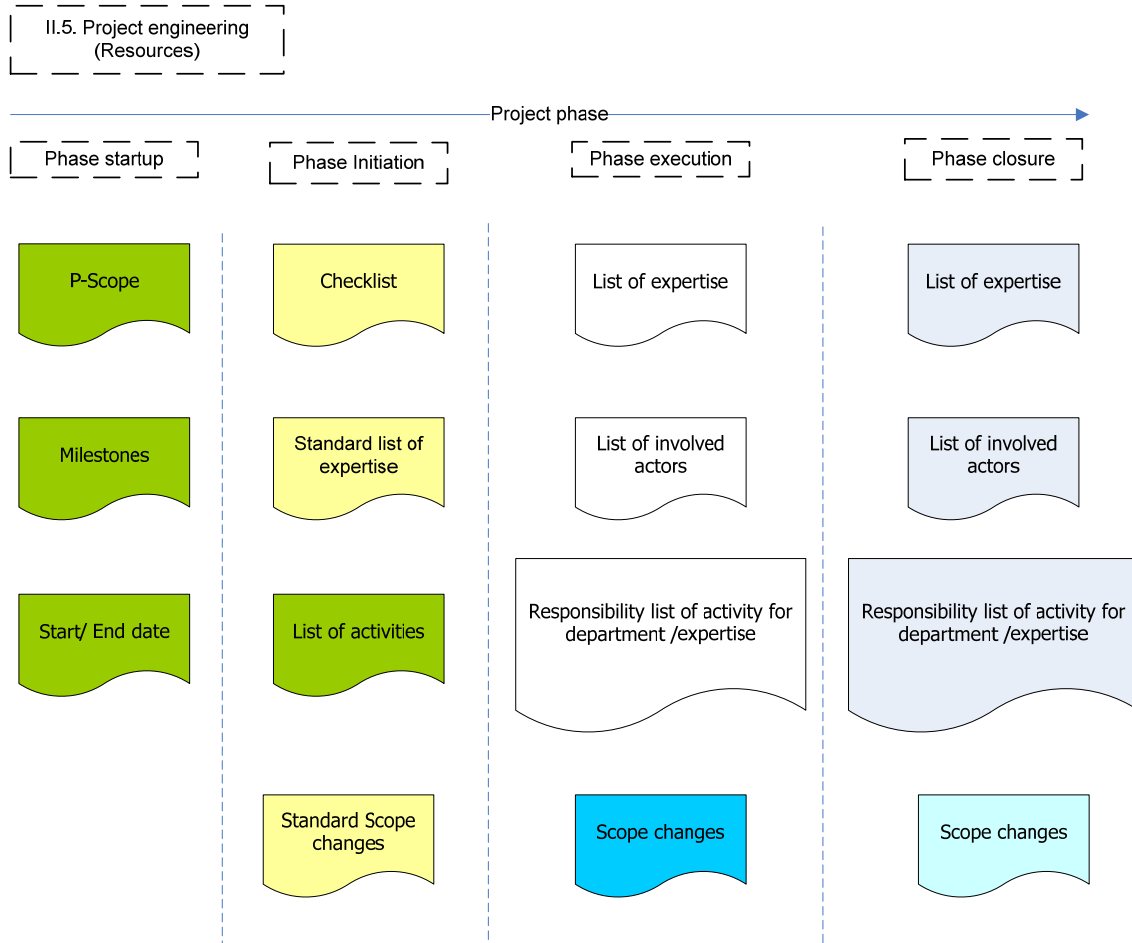 II.5. Project engineering
(Resources)
Project phase
Phase startup
Phase Initiation
Phase execution
Phase closure
P-Scope
Checklist
List of expertise
List of expertise
Milestones
Standard list of
expertise
List of involved
actors
List of involved
actors
Start/ End date
List of activities
Responsibility list of activity for
department /expertise
Responsibility list of activity for
department /expertise
Standard Scope
changes
Scope changes
Scope changes